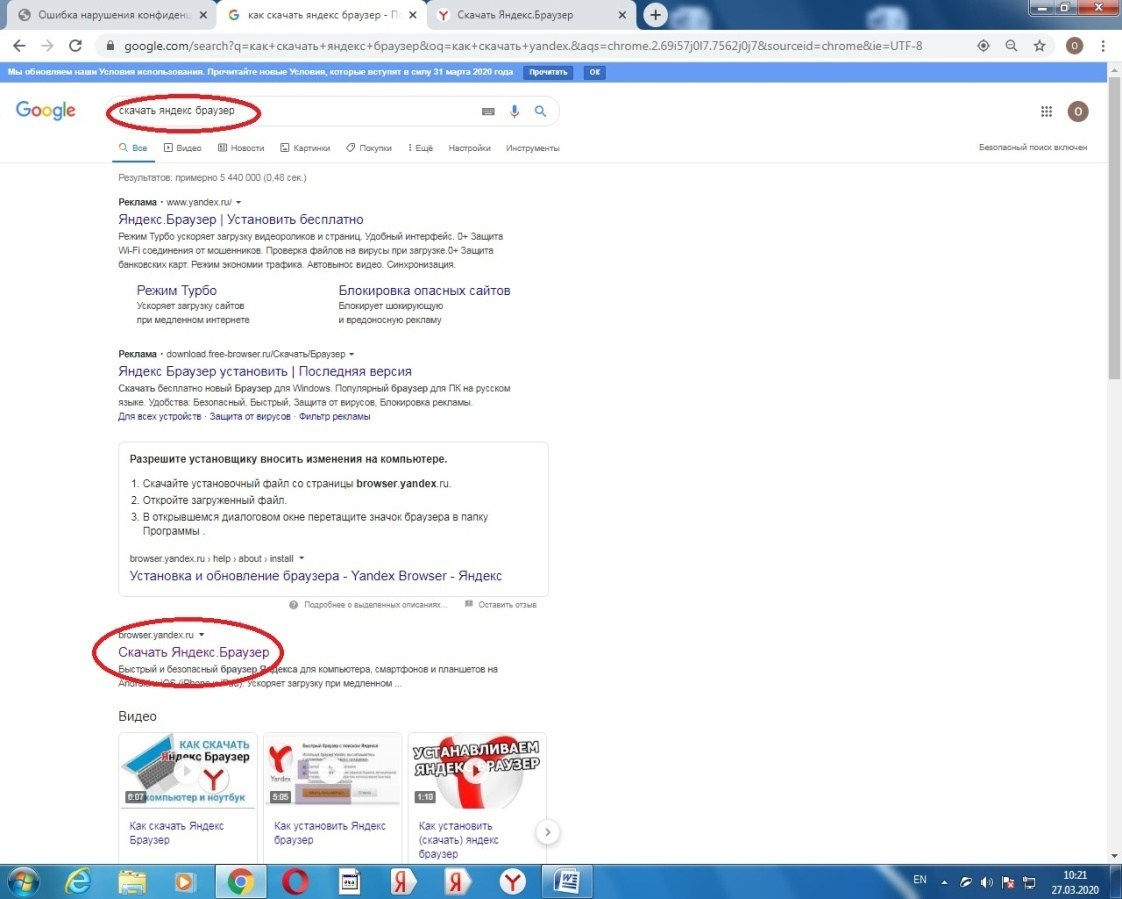 Ошибка нарушения конфиденц
как скачать яндекс браузер - По
Скачать Яндекс.Браузер
google.com/search?q=как+скачать+яндекс+браузер&oq=как+скачать+yandex.&aqs=chrome.2.69i57j0l7.7562j0j7&sourceid=chrome&ie=UTF-8
Мы обновляем наши Условия использования. Прочитайте новые Условия, которые вступят в силу 31 марта 2020 года Прочитать ОК
Google
скачать яндекс браузер
Все Видео Новости Картинки Покупки Ещё Настройки Инструменты Безопасный поиск включен
Результатов: примерно 5 440 000 (0,48 сек.)
Реклама · www.yandex.ru/
Яндекс.Браузер | Установить бесплатно
Режим Турбо ускоряет загрузку видеороликов и страниц. Удобный интерфейс. 0+ Защита
Wi-Fi соединения от мошенников. Проверка файлов на вирусы при загрузке.0+ Защита
банковских карт. Режим экономии трафика. Автовынос видео. Синхронизация.
Режим Турбо
Ускоряет загрузку сайтов
при медленном интернете
Блокировка опасных сайтов
Блокирует шокирующую
и вредоносную рекламу
Реклама · download.free-browser.ru/Скачать/Браузер
Яндекс Браузер установить | Последняя версия
Скачать бесплатно новый Браузер для Windows. Популярный браузер для ПК на русском
языке. Удобства: Безопасный, Быстрый, Защита от вирусов, Блокировка рекламы.
Для всех устройств · Защита от вирусов · Фильтр рекламы
Разрешите установщику вносить изменения на компьютере.
1. Скачайте установочный файл со страницы browser.yandex.ru.
2. Откройте загруженный файл.
3. В открывшемся диалоговом окне перетащите значок браузера в папку
Программы .
browser.yandex.ru › help › about › install
Установка и обновление браузера - Yandex Browser - Яндекс
Подробнее о выделенных описаниях... Оставить отзыв
browser.yandex.ru
Скачать Яндекс.Браузер
Быстрый и безопасный браузер Яндекса для компьютера, смартфонов и планшетов на
Android и iOS (iPhone и iPad). Ускоряет загрузку при медленном ...
Видео
КАК СКАЧАТЬ
Яндекс Браузер
компьютер и ноутбук
6:07
Как скачать Яндекс
Браузер
Быстрый браузер с поиском Яндекса
Yandex
5:05
Как установить Яндекс
браузер
УСТАНАВЛИВАЕМ
ЯНДЕКС БРАУЗЕР
1:10
Как установить
(скачать) яндекс
браузер
EN
10:21
27.03.2020